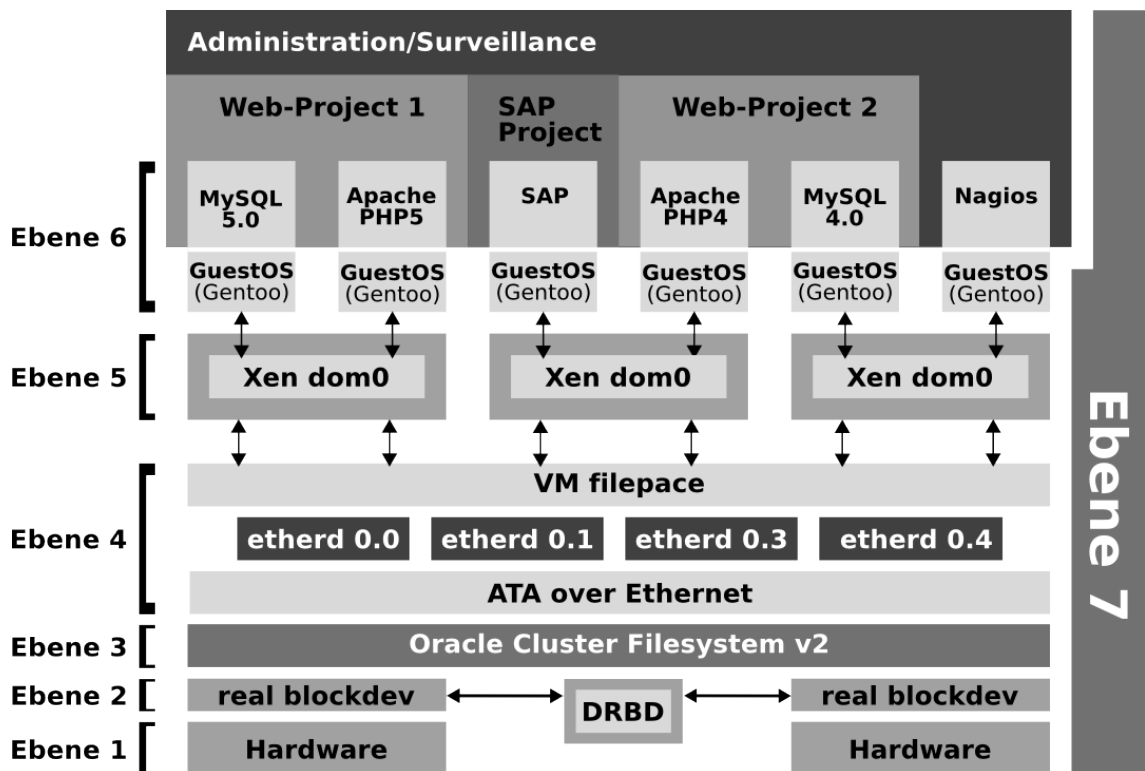 Administration/Surveillance
Web-Project 1
SAP
Project
Web-Project 2
Ebene 6
MySQL
5.0
Apache
PHP5
SAP
Apache
PHP4
MySQL
4.0
Nagios
GuestOS
(Gentoo)
GuestOS
(Gentoo)
GuestOS
(Gentoo)
GuestOS
(Gentoo)
GuestOS
(Gentoo)
GuestOS
(Gentoo)
Ebene 5
Xen dom0
Xen dom0
Xen dom0
Ebene 4
VM filepace
etherd 0.0
etherd 0.1
etherd 0.3
etherd 0.4
ATA over Ethernet
Ebene 3
Oracle Cluster Filesystem v2
Ebene 2
real blockdev
DRBD
real blockdev
Ebene 1
Hardware
Hardware
Ebene 7